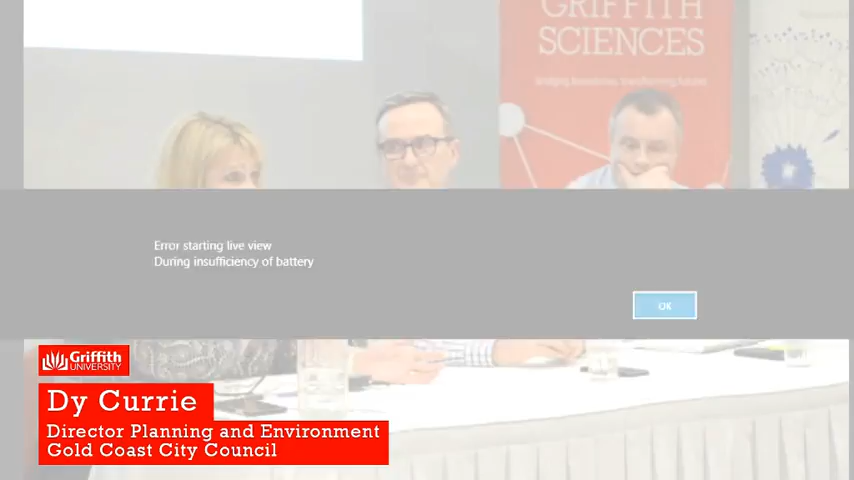 GRIFFITH
SCIENCES
Error starting live view
During insufficiency of battery
OK
Griffith
UNIVERSITY
Dy Currie
Director Planning and Environment
Gold Coast City Council